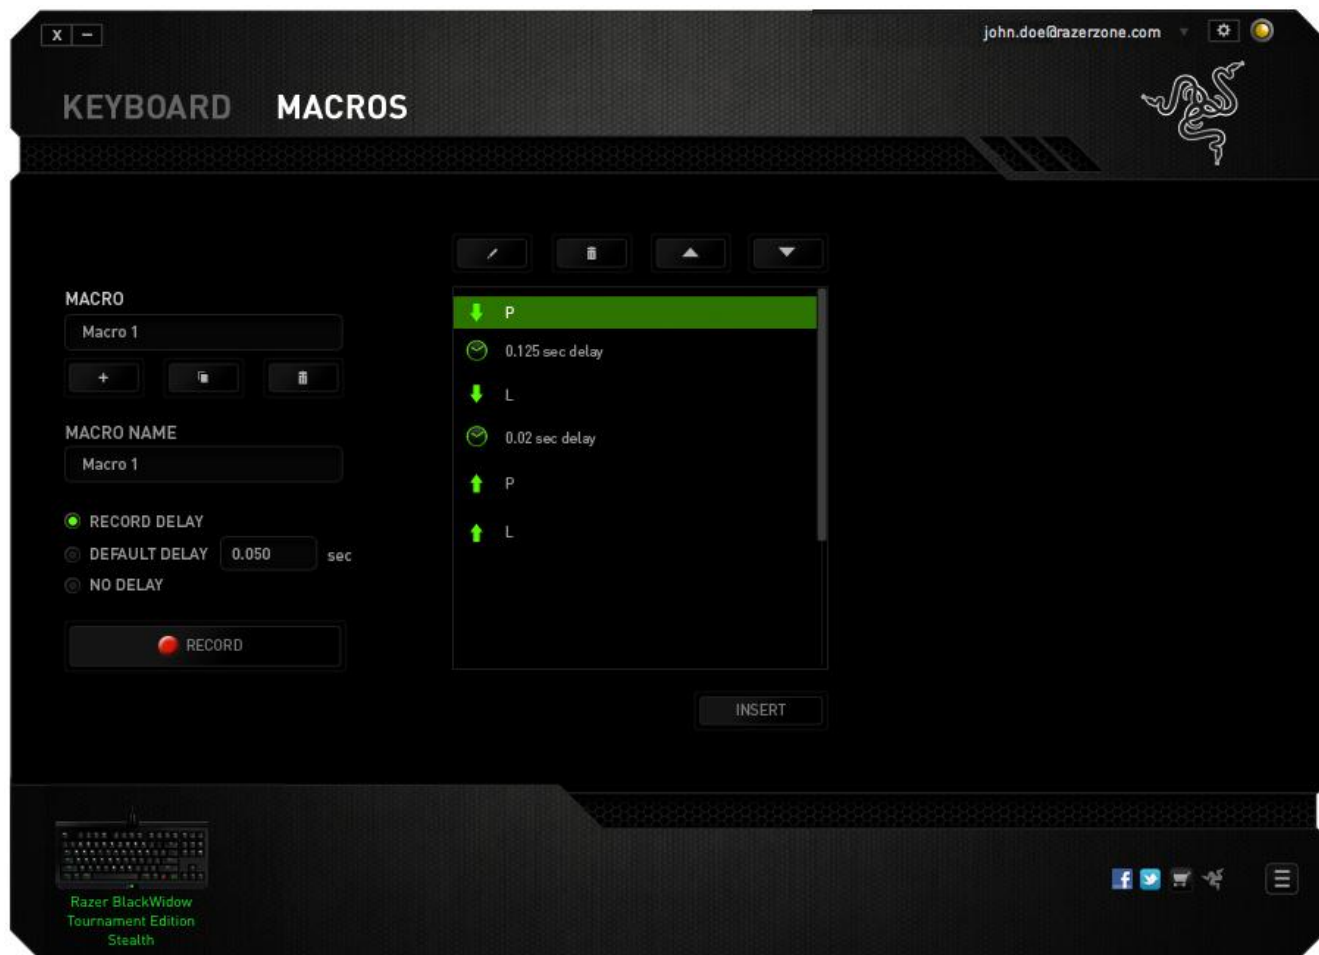 X −
john.doe@razerzone.com
KEYBOARD MACROS
MACRO
Macro 1
+
MACRO NAME
Macro 1
RECORD DELAY
DEFAULT DELAY 0.050 sec
NO DELAY
RECORD
P
0.125 sec delay
L
0.02 sec delay
P
L
INSERT
Razer BlackWidow
Tournament Edition
Stealth
f